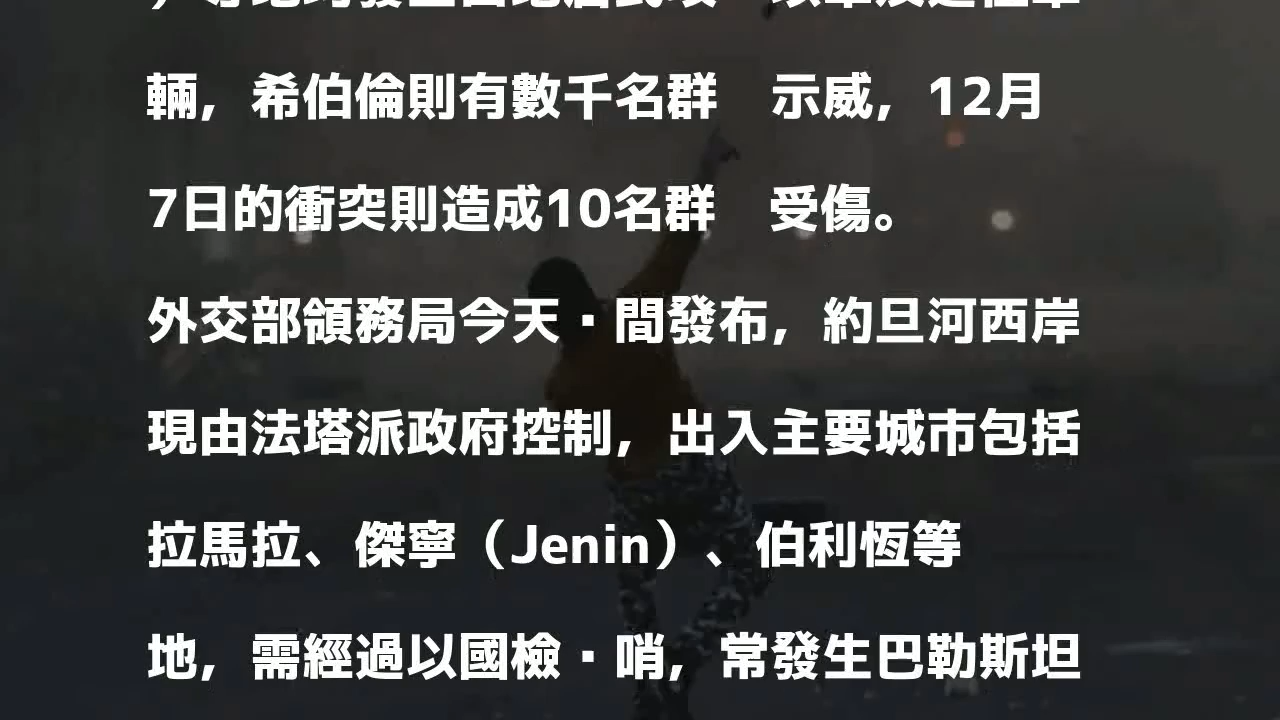 輛，希伯倫則有數千名群　示威，12月
7日的衝突則造成10名群　受傷。
外交部領務局今天·間發布，約旦河西岸
現由法塔派政府控制，出入主要城市包括
拉馬拉、傑寧（Jenin）、伯利恆等
地，需經過以國檢·哨，常發生巴勒斯坦